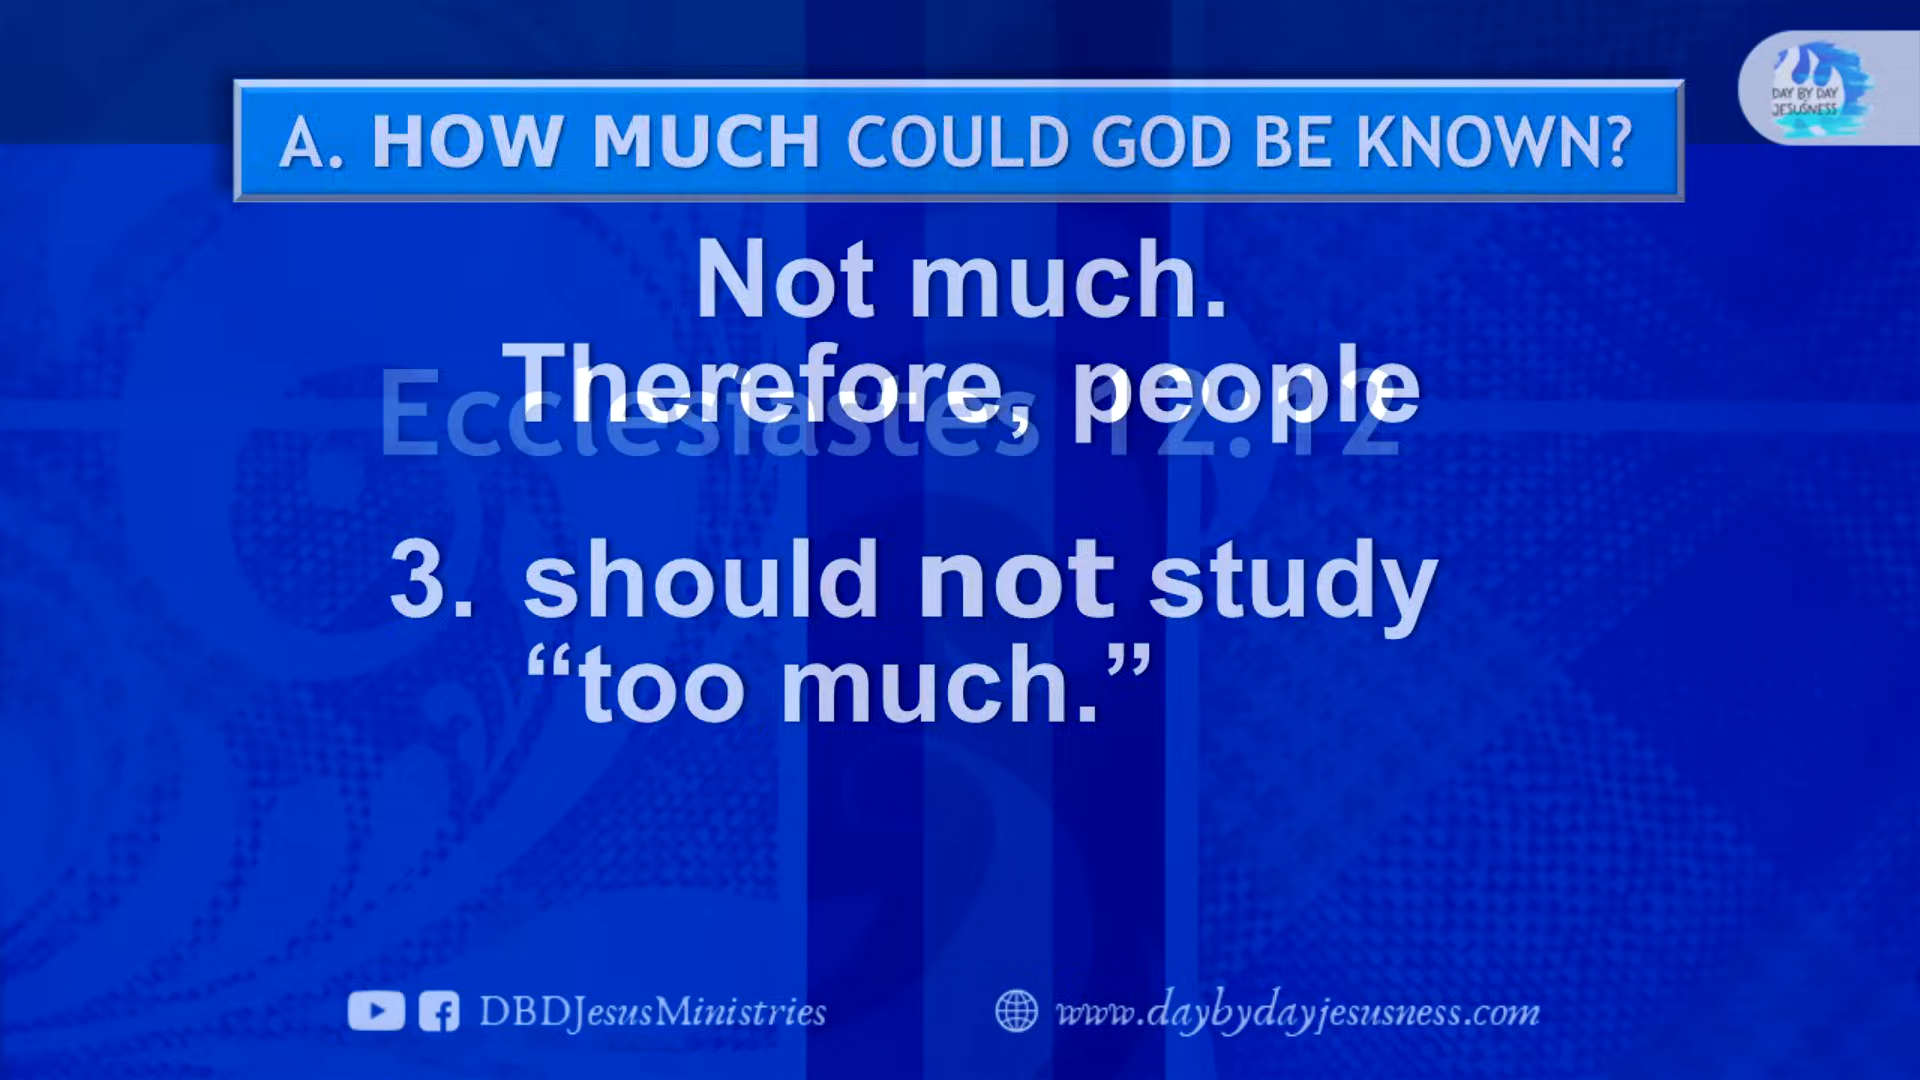 A. HOW MUCH COULD GOD BE KNOWN?
DAY BY DAY
JESUSNESS
Not much.
Therefore, people
Ecclesiastes 12:12
3. should not study
“too much.”
DBDJesusMinistries
www.daybydayjesusness.com